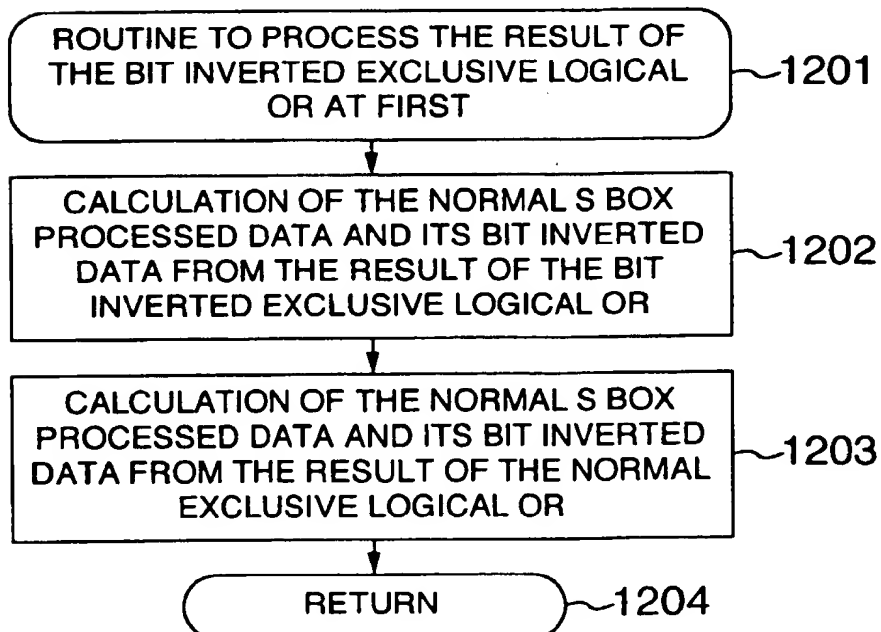 ROUTINE TO PROCESS THE RESULT OF
THE BIT INVERTED EXCLUSIVE LOGICAL
OR AT FIRST
1201
CALCULATION OF THE NORMAL S BOX
PROCESSED DATA AND ITS BIT INVERTED
DATA FROM THE RESULT OF THE BIT
INVERTED EXCLUSIVE LOGICAL OR
1202
CALCULATION OF THE NORMAL S BOX
PROCESSED DATA AND ITS BIT INVERTED
DATA FROM THE RESULT OF THE NORMAL
EXCLUSIVE LOGICAL OR
1203
RETURN
1204